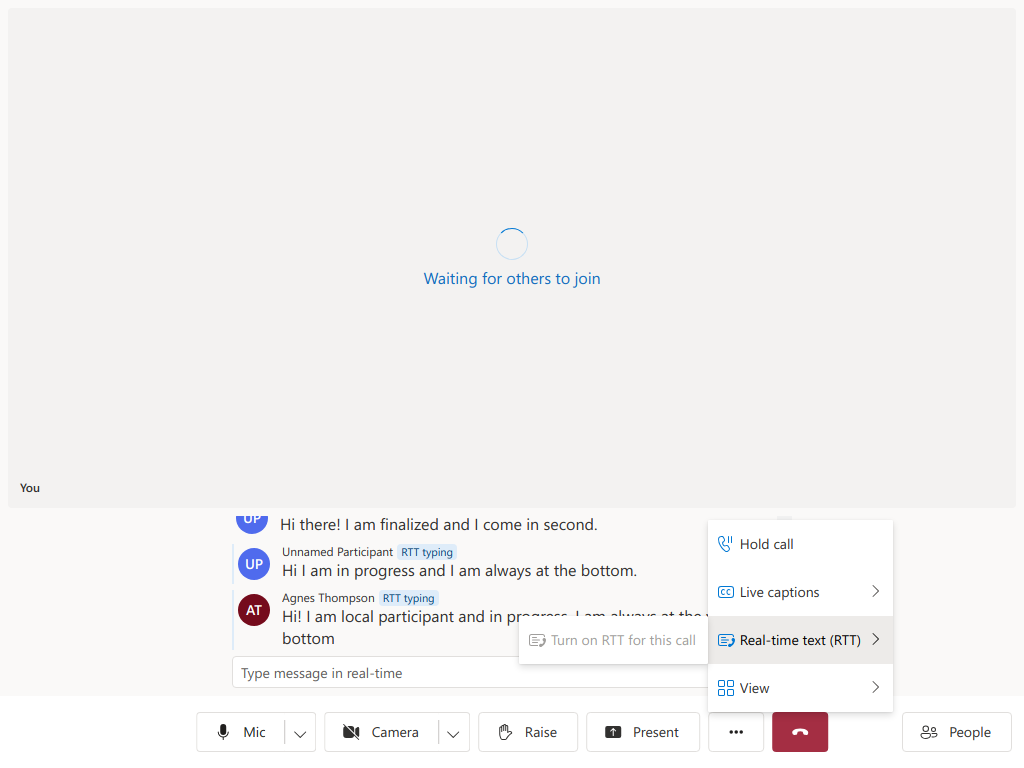 Waiting for others to join
You
UP
Hi there! I am finalized and I come in second.
UP
Unnamed Participant RTT typing
Hi I am in progress and I am always at the bottom.
AT
Agnes Thompson RTT typing
Hi! I am local participant and in progress. I am always at the
bottom
Type message in real-time
Hold call
CC Live captions
Turn on RTT for this call
Real-time text (RTT)
View
Mic
Camera
Raise
Present
People